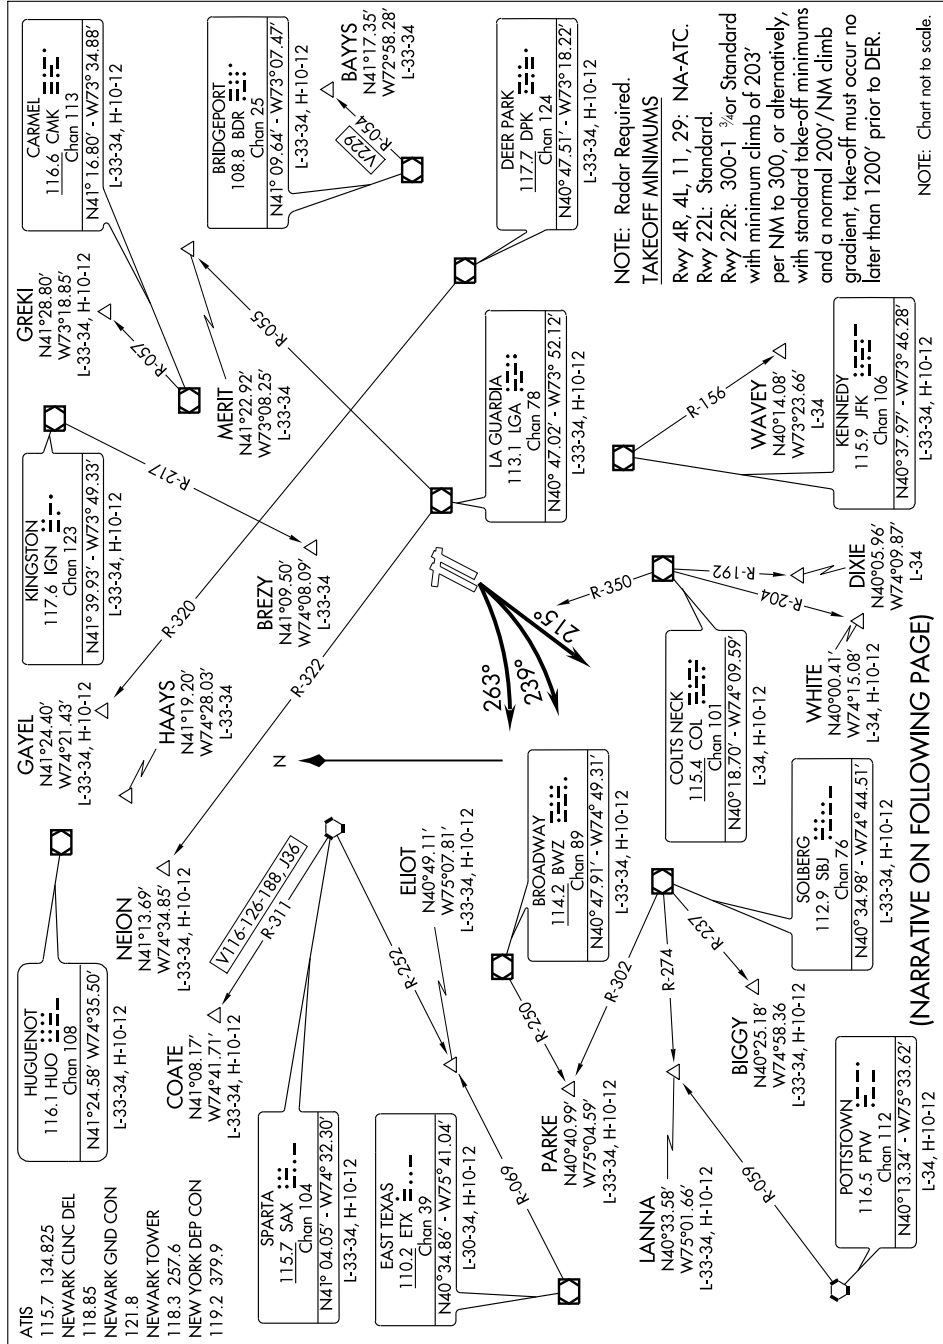 ATIS
115.7 134.825
NEWARK CLNC DEL
118.85
NEWARK GND CON
121.8
NEWARK TOWER
118.3 257.6
NEW YORK DEP CON
119.2 379.9
HUGUENOT
116.1 HUO
Chan 108
N41°24.58' W74°35.50'
L-33-34, H-10-12
GAYEL
N41°24.40'
W74°21.43'
L-33-34, H-10-12
HAAYS
N41°19.20'
W74°28.03'
L-33-34
KINGSTON
117.6 IGN
Chan 123
N41°39.93' - W73°49.33'
L-33-34, H-10-12
R-217
GREKI
N41°28.80'
W73°18.85'
L-33-34, H-10-12
R-057
CARMEL
116.6 CMK
Chan 113
N41°16.80' - W73°34.88'
L-33-34, H-10-12
NEION
N41°13.69'
W74°34.85'
L-33-34, H-10-12
COATE
N41°08.17'
W74°41.71'
L-33-34, H-10-12
V116-126-188, J36
R-311
R-320
R-322
BREZY
N41°09.50'
W74°08.09'
L-33-34
MERIT
N41°22.92'
W73°08.25'
L-33-34
R-055
BRIDGEPORT
108.8 BDR
Chan 25
N41°09.64' - W73°07.47'
L-33-34, H-10-12
V229
R-054
BAYYS
N41°17.35'
W72°58.28'
L-33-34
SPARTA
115.7 SAX
Chan 104
N41°04.05' - W74°32.30'
L-33-34, H-10-12
R-252
ELIOT
N40°49.11'
W75°07.81'
L-33-34, H-10-12
N
EAST TEXAS
110.2 ETX
Chan 39
N40°34.86' - W75°41.04'
L-30-34, H-10-12
R-069
BROADWAY
114.2 BWZ
Chan 89
N40°47.91' - W74°49.31'
L-33-34, H-10-12
R-250
263°
239°
215°
LA GUARDIA
113.1 LGA
Chan 78
N40°47.02' - W73°52.12'
L-33-34, H-10-12
DEER PARK
117.7 DPK
Chan 124
N40°47.51' - W73°18.22'
L-33-34, H-10-12
PARKE
N40°40.99'
W75°04.59'
L-33-34, H-10-12
R-302
R-274
R-237
LANNA
N40°33.58'
W75°01.66'
L-33-34, H-10-12
R-059
BIGGY
N40°25.18'
W74°58.36
L-33-34, H-10-12
SOLBERG
112.9 SBJ
Chan 76
N40°34.98' - W74°44.51'
L-33-34, H-10-12
COLTS NECK
115.4 COL
Chan 101
N40°18.70' - W74°09.59'
L-34, H-10-12
R-350
R-192
R-204
WHITE
N40°00.41'
W74°15.08'
L-34, H-10-12
DIXIE
N40°05.96'
W74°09.87'
L-34
R-156
WAVEY
N40°14.08'
W73°23.66'
L-34
KENNEDY
115.9 JFK
Chan 106
N40°37.97' - W73°46.28'
L-33-34, H-10-12
POTTSTOWN
116.5 PTW
Chan 112
N40°13.34' - W75°33.62'
L-34, H-10-12
NOTE: Radar Required.
TAKEOFF MINIMUMS
Rwy 4R, 4L, 11, 29: NA-ATC.
Rwy 22L: Standard.
Rwy 22R: 300-1 ¾ or Standard
with minimum climb of 203'
per NM to 300, or alternatively,
with standard take-off minimums
and a normal 200'/NM climb
gradient, take-off must occur no
later than 1200' prior to DER.
NOTE: Chart not to scale.
(NARRATIVE ON FOLLOWING PAGE)